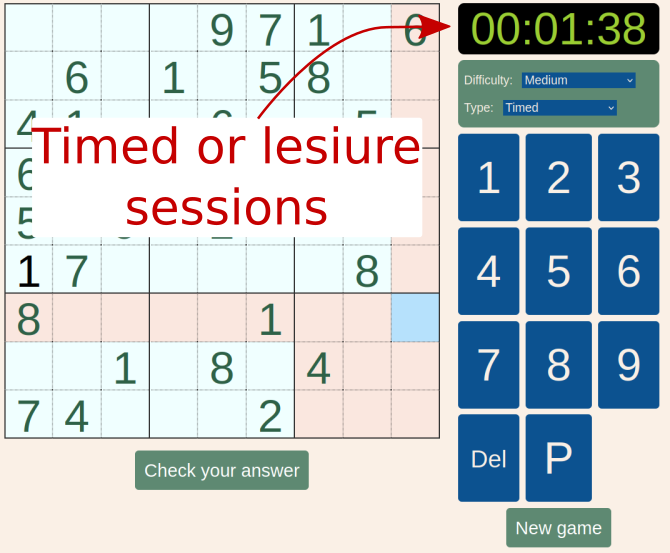 9 7 1 6
00:01:38
6 1 5 8
Difficulty: Medium
Type: Timed
4 1 6 5
Timed or lesiure
sessions
6
5
1 7 8
8 1
1 8 4
7 4 2
1 2 3
4 5 6
7 8 9
Del P
Check your answer
New game